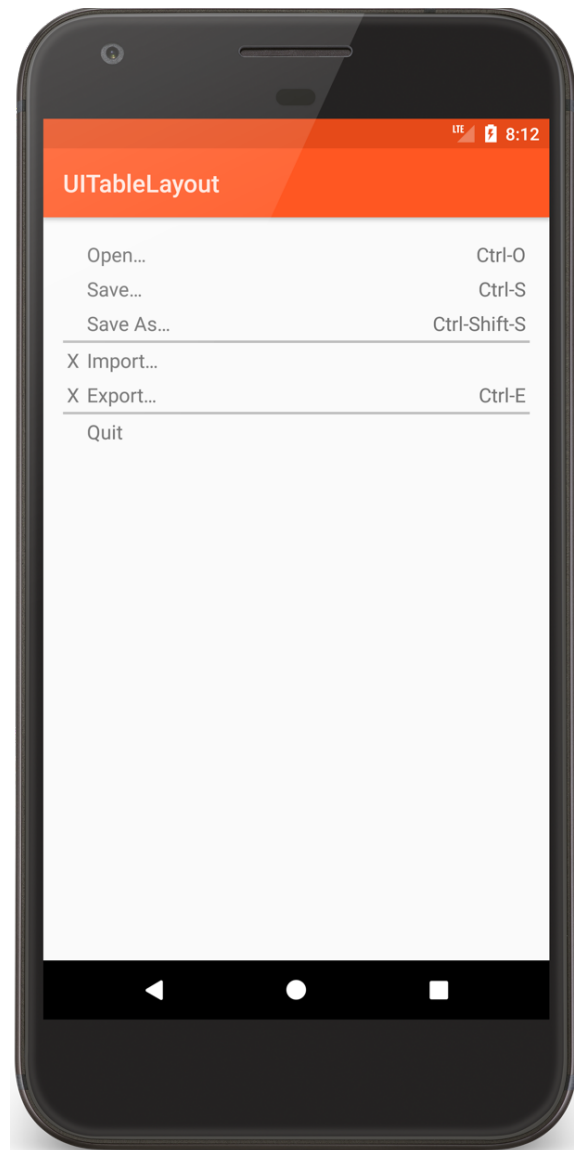 LTE 8:12
UITableLayout
Open… Ctrl-O
Save… Ctrl-S
Save As… Ctrl-Shift-S
X Import…
X Export… Ctrl-E
Quit